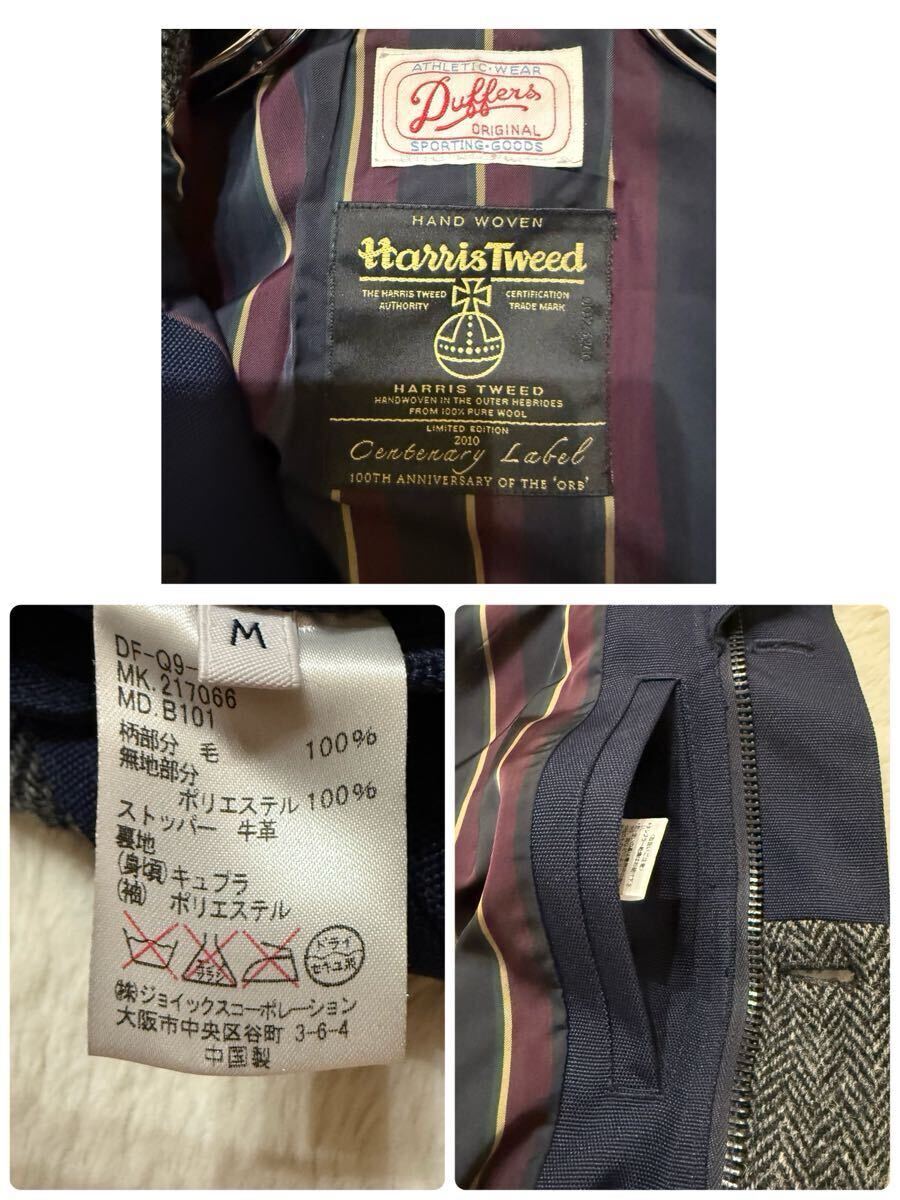 ATHLETIC・WEAR
Duffers
ORIGINAL
SPORTING・GOODS
HAND WOVEN
Harris Tweed
THE HARRIS TWEED AUTHORITY
CERTIFICATION TRADE MARK
HARRIS TWEED
HANDWOVEN IN THE OUTER HEBRIDES
FROM 100% PURE WOOL
LIMITED EDITION
2010
Centenary Label
100TH ANNIVERSARY OF THE 'ORB'
M
DF-Q9-
MK.217066
MD.B101
柄部分 毛 100%
無地部分
ポリエステル 100%
ストッパー 牛革
裏地
(身頃) キュプラ
(袖) ポリエステル
ドライ
セキユ系
㈱ジョイックスコーポレーション
大阪市中央区谷町 3-6-4
中国製